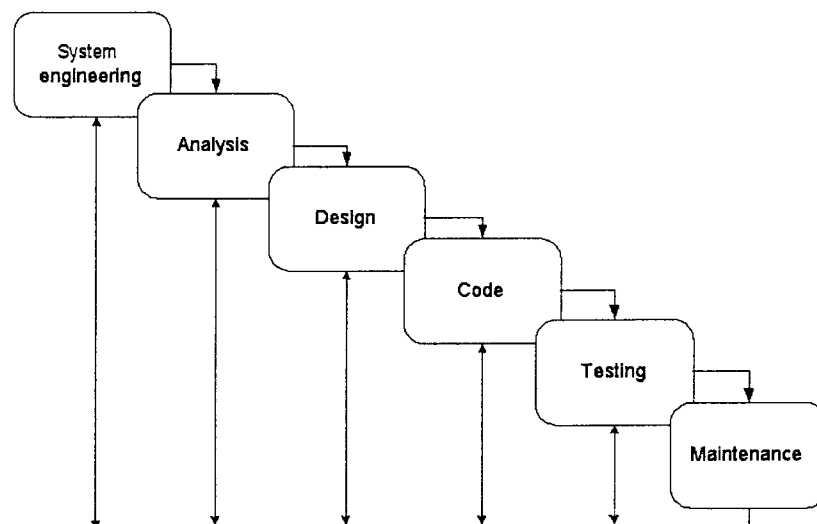 System
engineering
Analysis
Design
Code
Testing
Maintenance